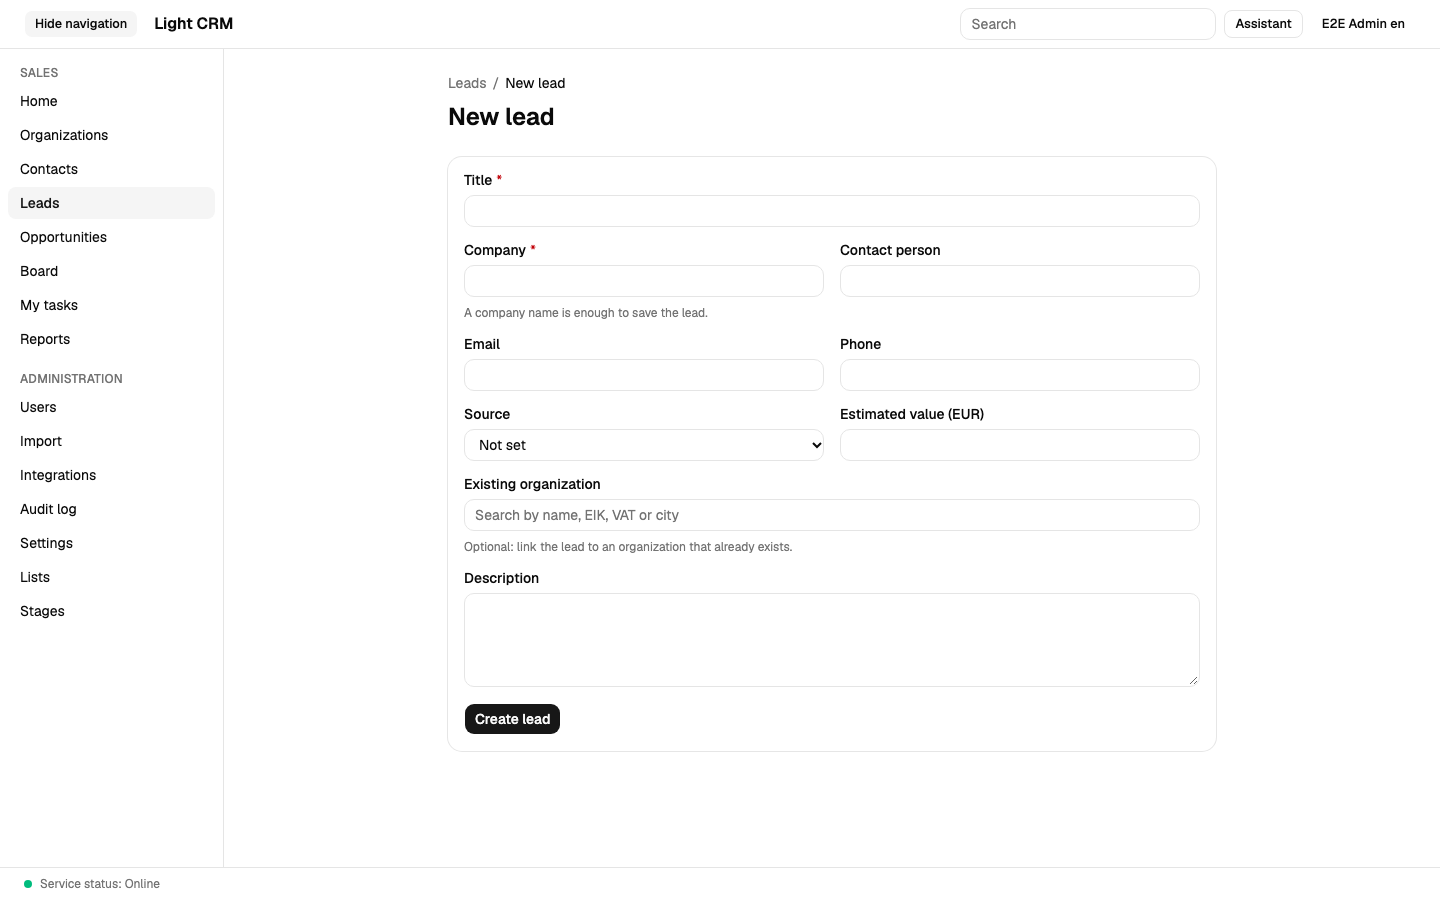 Hide navigation
Light CRM
Search
Assistant
E2E Admin en
SALES
Home
Organizations
Contacts
Leads
Opportunities
Board
My tasks
Reports
ADMINISTRATION
Users
Import
Integrations
Audit log
Settings
Lists
Stages
Leads / New lead
New lead
Title *
Company *
Contact person
A company name is enough to save the lead.
Email
Phone
Source
Estimated value (EUR)
Not set
Existing organization
Search by name, EIK, VAT or city
Optional: link the lead to an organization that already exists.
Description
Create lead
Service status: Online